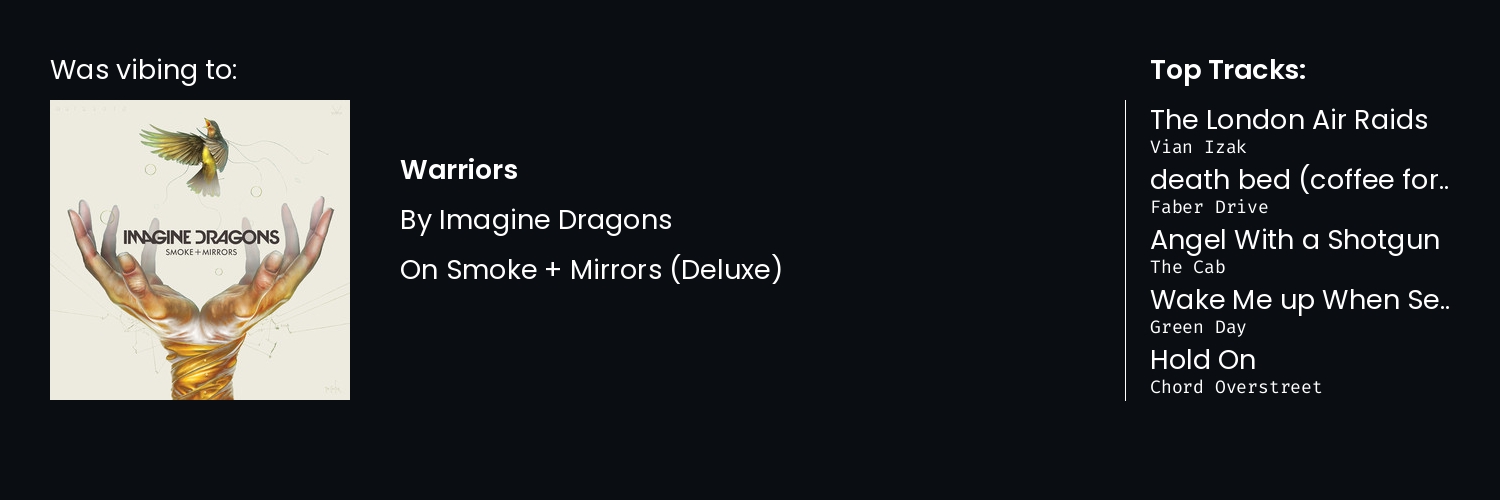 Was vibing to:
IMAGINE DRAGONS
SMOKE+MIRRORS
Warriors
By Imagine Dragons
On Smoke + Mirrors (Deluxe)
Top Tracks:
The London Air Raids
Vian Izak
death bed (coffee for..
Faber Drive
Angel With a Shotgun
The Cab
Wake Me up When Se..
Green Day
Hold On
Chord Overstreet